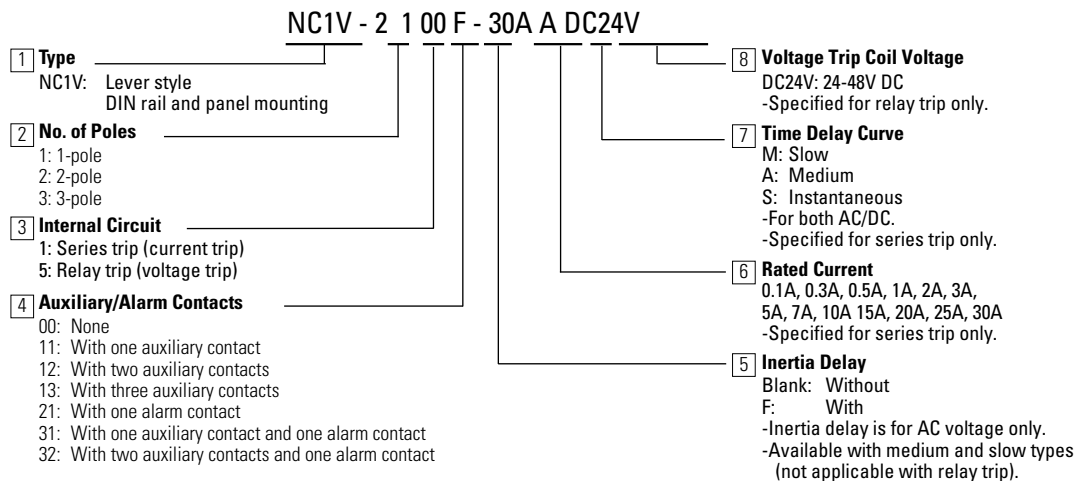 NC1V - 2 1 00 F - 30A A DC24V
1 Type
NC1V: Lever style
DIN rail and panel mounting
2 No. of Poles
1: 1-pole
2: 2-pole
3: 3-pole
3 Internal Circuit
1: Series trip (current trip)
5: Relay trip (voltage trip)
4 Auxiliary/Alarm Contacts
00: None
11: With one auxiliary contact
12: With two auxiliary contacts
13: With three auxiliary contacts
21: With one alarm contact
31: With one auxiliary contact and one alarm contact
32: With two auxiliary contacts and one alarm contact
8 Voltage Trip Coil Voltage
DC24V: 24-48V DC
-Specified for relay trip only.
7 Time Delay Curve
M: Slow
A: Medium
S: Instantaneous
-For both AC/DC.
-Specified for series trip only.
6 Rated Current
0.1A, 0.3A, 0.5A, 1A, 2A, 3A,
5A, 7A, 10A 15A, 20A, 25A, 30A
-Specified for series trip only.
5 Inertia Delay
Blank: Without
F: With
-Inertia delay is for AC voltage only.
-Available with medium and slow types
(not applicable with relay trip).